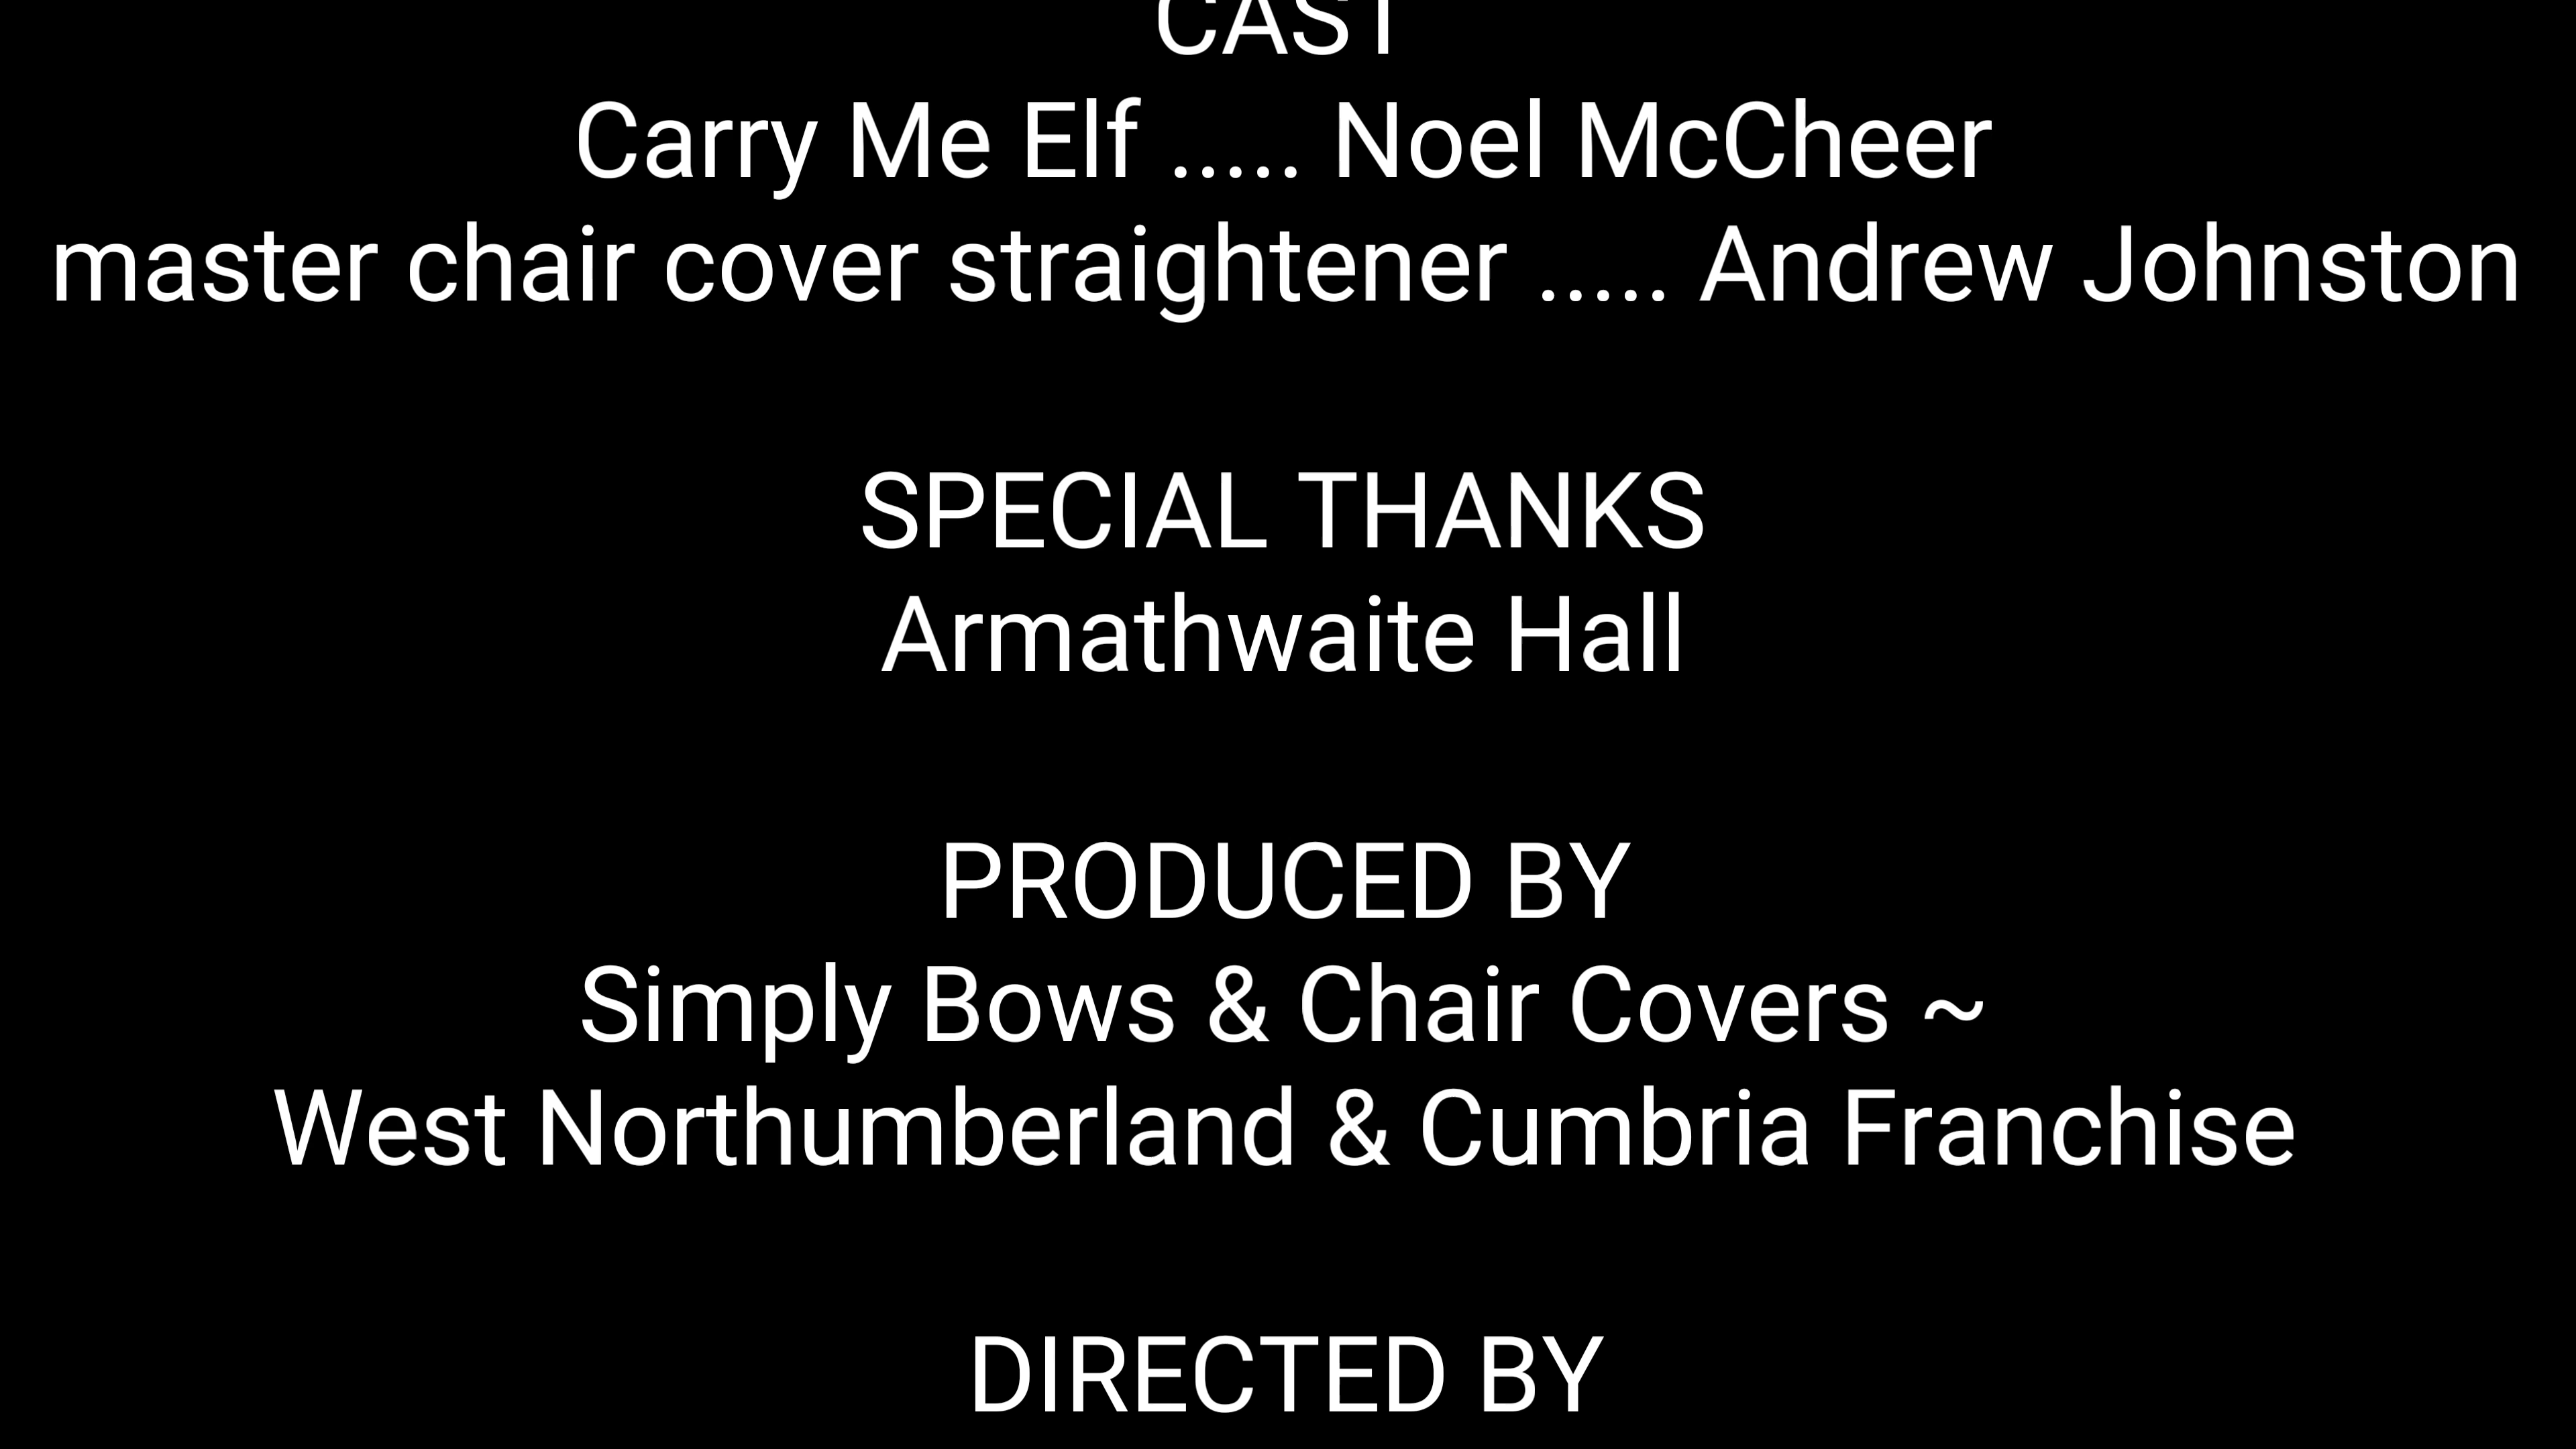 CAST
Carry Me Elf ..... Noel McCheer
master chair cover straightener ..... Andrew Johnston
SPECIAL THANKS
Armathwaite Hall
PRODUCED BY
Simply Bows & Chair Covers ~
West Northumberland & Cumbria Franchise
DIRECTED BY